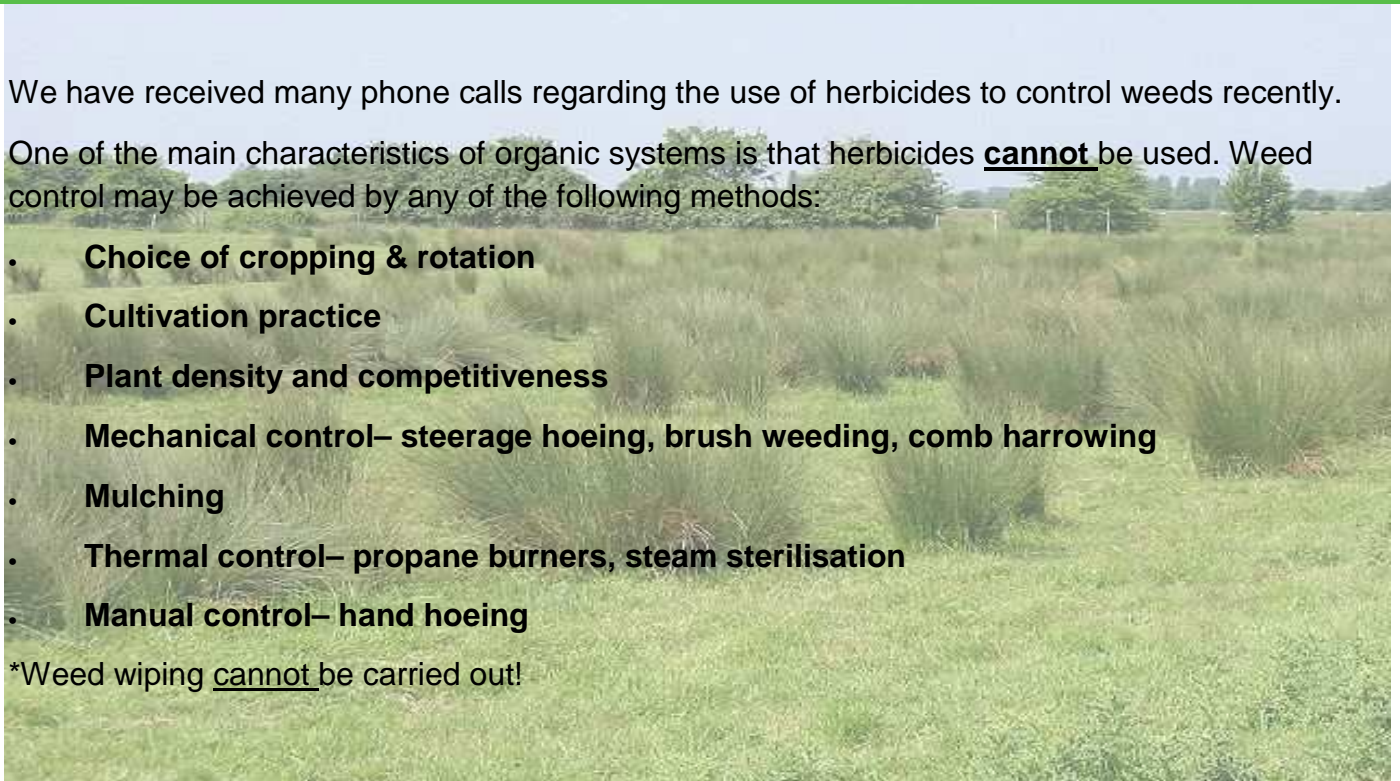 We have received many phone calls regarding the use of herbicides to control weeds recently.
One of the main characteristics of organic systems is that herbicides cannot be used. Weed
control may be achieved by any of the following methods:
• Choice of cropping & rotation
• Cultivation practice
• Plant density and competitiveness
• Mechanical control– steerage hoeing, brush weeding, comb harrowing
• Mulching
• Thermal control– propane burners, steam sterilisation
• Manual control– hand hoeing
*Weed wiping cannot be carried out!